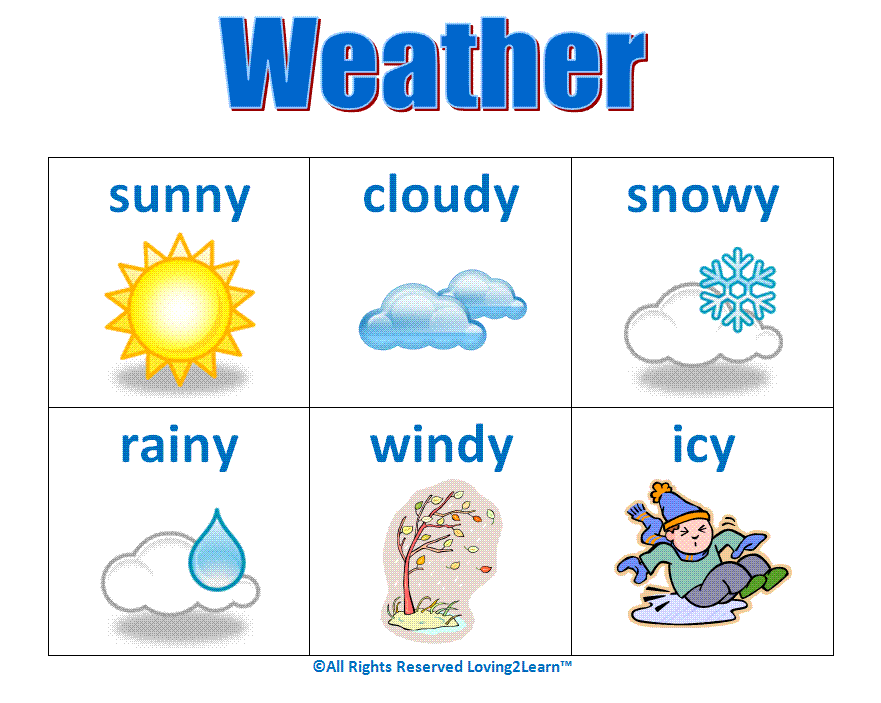 Weather
sunny
cloudy
snowy
rainy
windy
icy
©All Rights Reserved Loving2Learn™